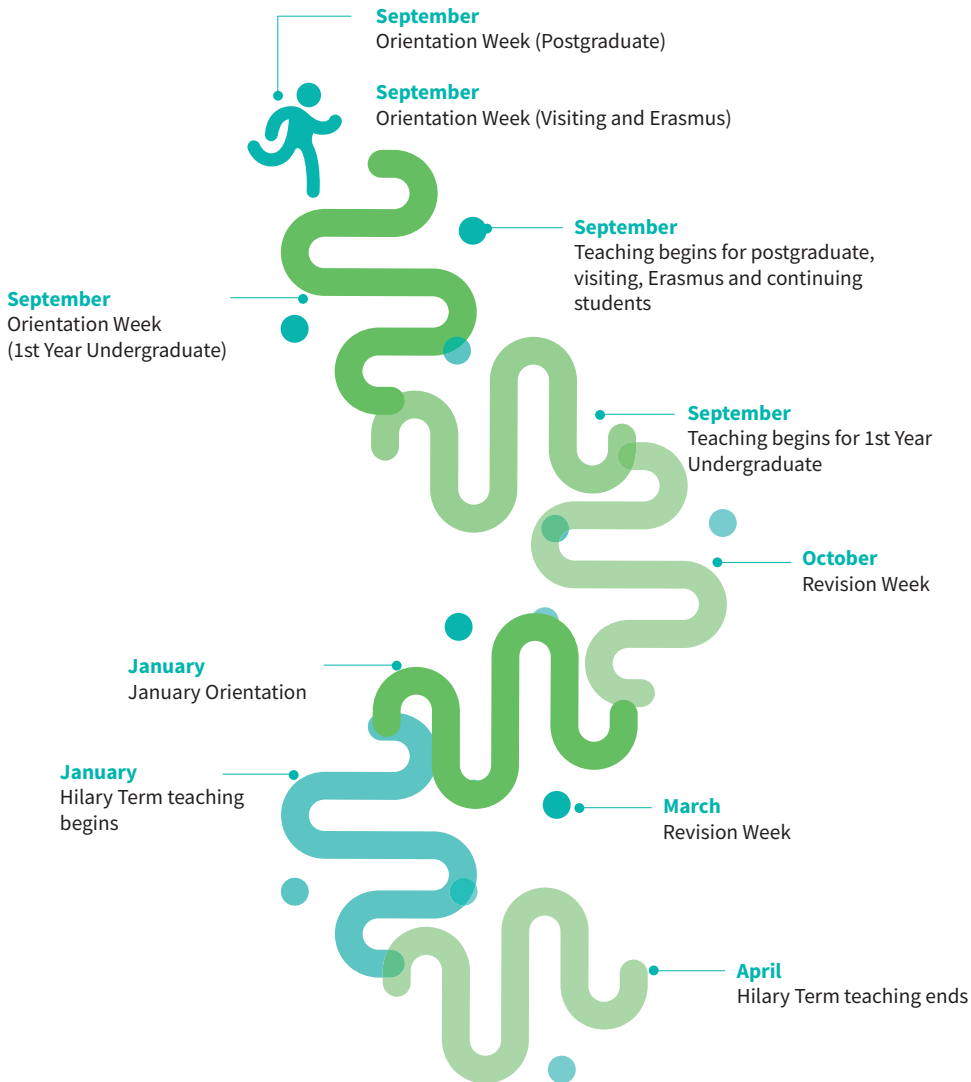 September
Orientation Week (Postgraduate)
September
Orientation Week (Visiting and Erasmus)
September
Teaching begins for postgraduate,
visiting, Erasmus and continuing
students
September
Orientation Week
(1st Year Undergraduate)
September
Teaching begins for 1st Year
Undergraduate
October
Revision Week
January
January Orientation
January
Hilary Term teaching
begins
March
Revision Week
April
Hilary Term teaching ends